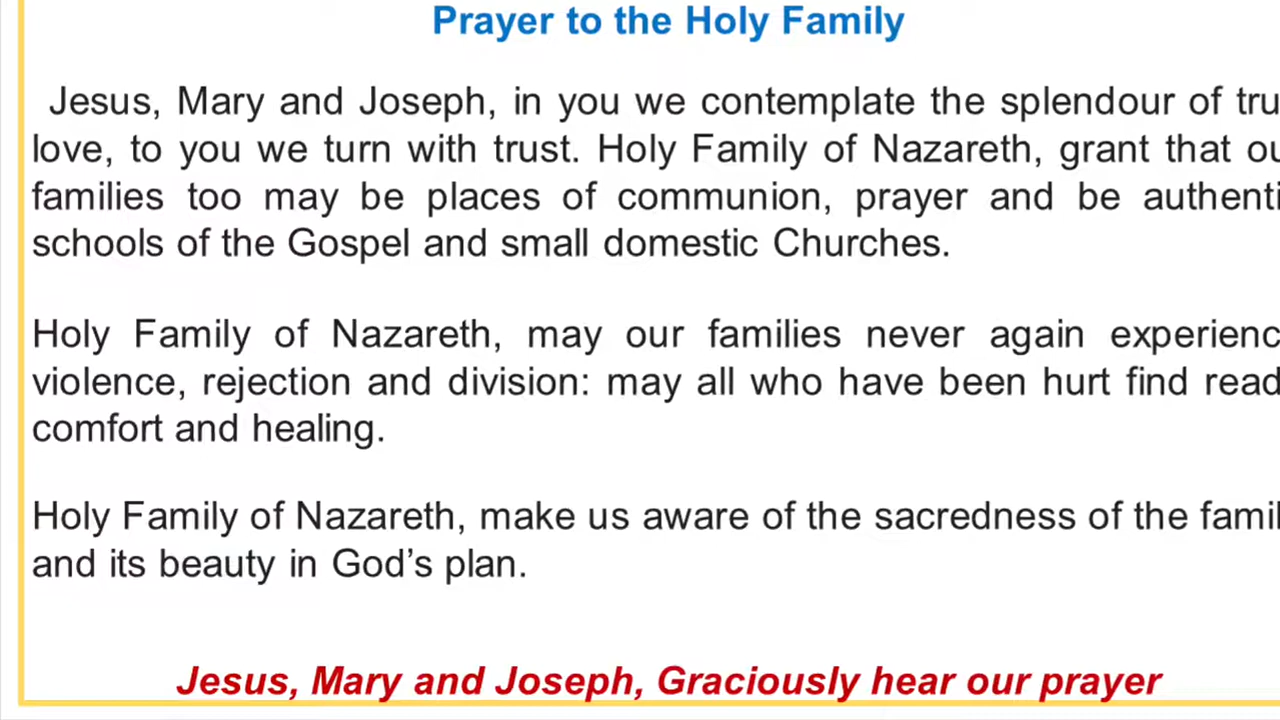 Prayer to the Holy Family
Jesus, Mary and Joseph, in you we contemplate the splendour of tru
love, to you we turn with trust. Holy Family of Nazareth, grant that ou
families too may be places of communion, prayer and be authenti
schools of the Gospel and small domestic Churches.
Holy Family of Nazareth, may our families never again experienc
violence, rejection and division: may all who have been hurt find read
comfort and healing.
Holy Family of Nazareth, make us aware of the sacredness of the famil
and its beauty in God’s plan.
Jesus, Mary and Joseph, Graciously hear our prayer